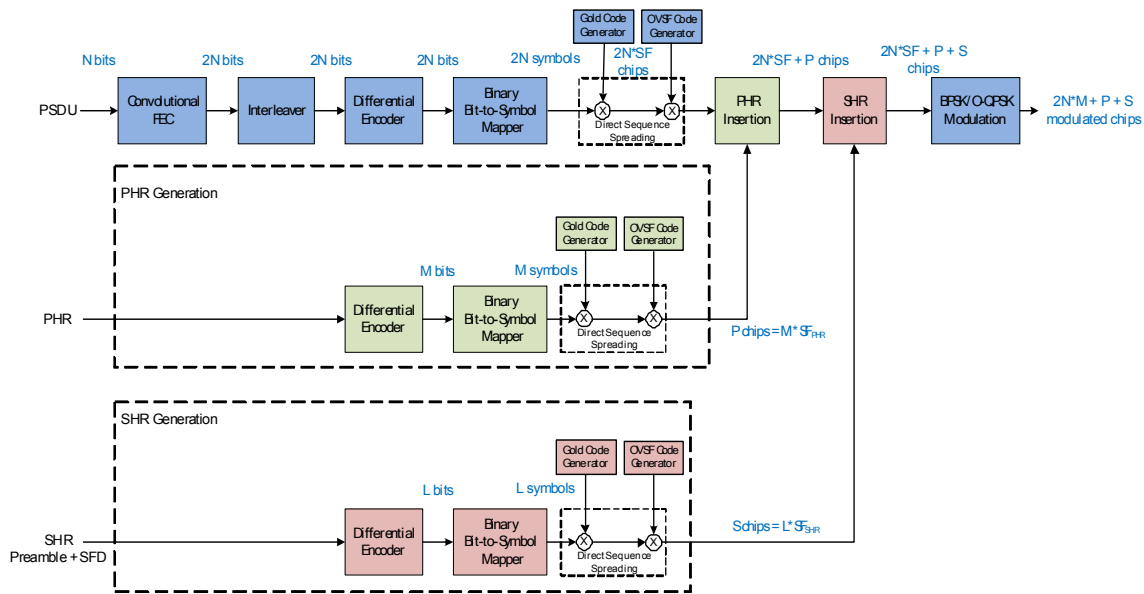 Gold Code
Generator
OVSF Code
Generator
N bits
2N bits
2N bits
2N bits
2N symbols
2N*SF
chips
2N*SF + P chips
2N*SF + P + S
chips
PSDU
Convolutional
FEC
Interleaver
Differential
Encoder
Binary
Bit-to-Symbol
Mapper
X
X
Direct Sequence
Spreading
PHR
Insertion
SHR
Insertion
BPSK/O-QPSK
Modulation
2N*M + P + S
modulated chips
PHR Generation
Gold Code
Generator
OVSF Code
Generator
M bits
M symbols
PHR
Differential
Encoder
Binary
Bit-to-Symbol
Mapper
X
X
Direct Sequence
Spreading
P chips = M* SFPHR
SHR Generation
Gold Code
Generator
OVSF Code
Generator
L bits
L symbols
SHR
Preamble + SFD
Differential
Encoder
Binary
Bit-to-Symbol
Mapper
X
X
Direct Sequence
Spreading
S chips = L* SFSHR